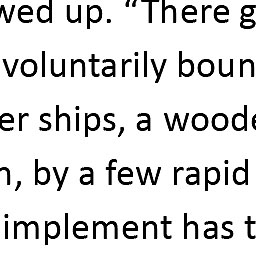 wed up. “There g
voluntarily boun
er ships, a woode
n, by a few rapid
implement has t